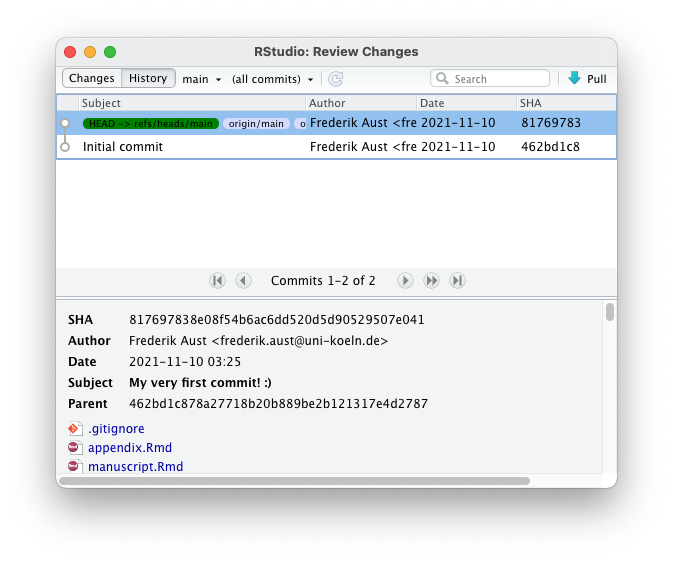 RStudio: Review Changes
Changes History main (all commits) Search Pull
Subject Author Date SHA
HEAD -> refs/heads/main origin/main o Frederik Aust <fre 2021-11-10 81769783
Initial commit Frederik Aust <fre 2021-11-10 462bd1c8
Commits 1-2 of 2
SHA 817697838e08f54b6ac6dd520d5d90529507e041
Author Frederik Aust <frederik.aust@uni-koeln.de>
Date 2021-11-10 03:25
Subject My very first commit! :)
Parent 462bd1c878a27718b20b889be2b121317e4d2787
.gitignore
appendix.Rmd
manuscript.Rmd